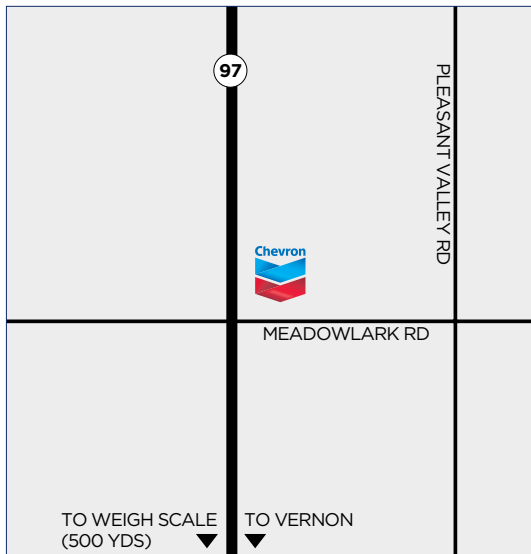 97
PLEASANT VALLEY RD
Chevron
MEADOWLARK RD
TO WEIGH SCALE
(500 YDS)
TO VERNON